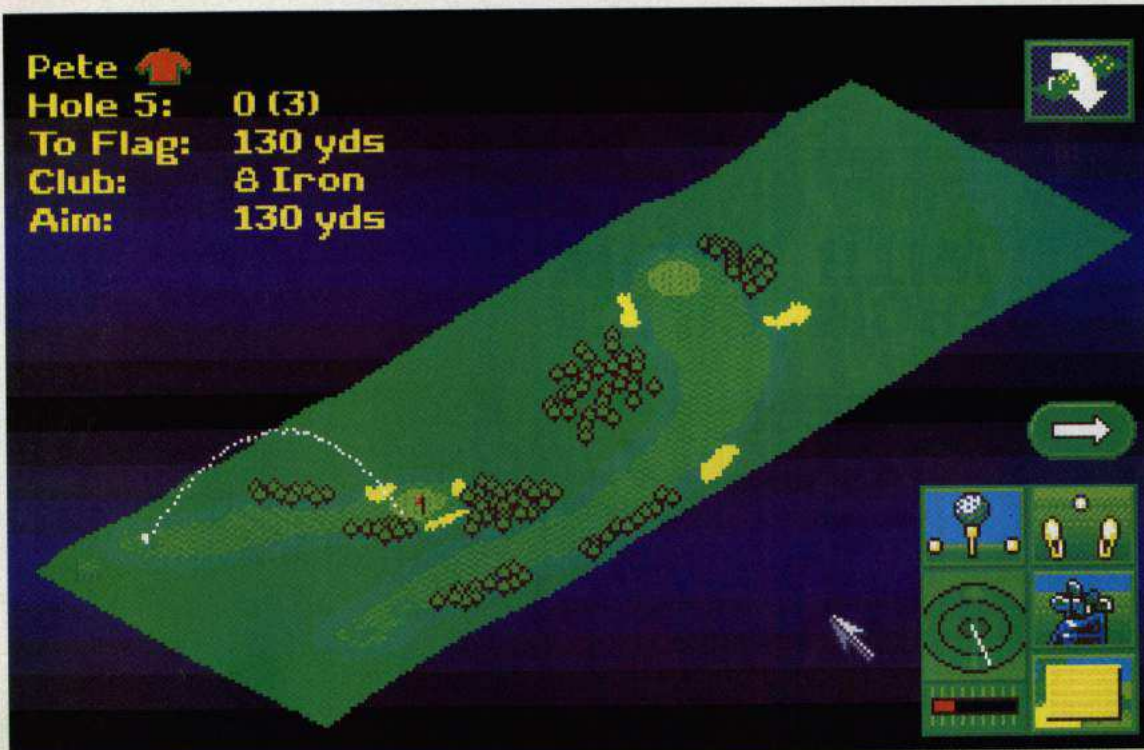 Pete
Hole 5: 0 (3)
To Flag: 130 yds
Club: 8 Iron
Aim: 130 yds